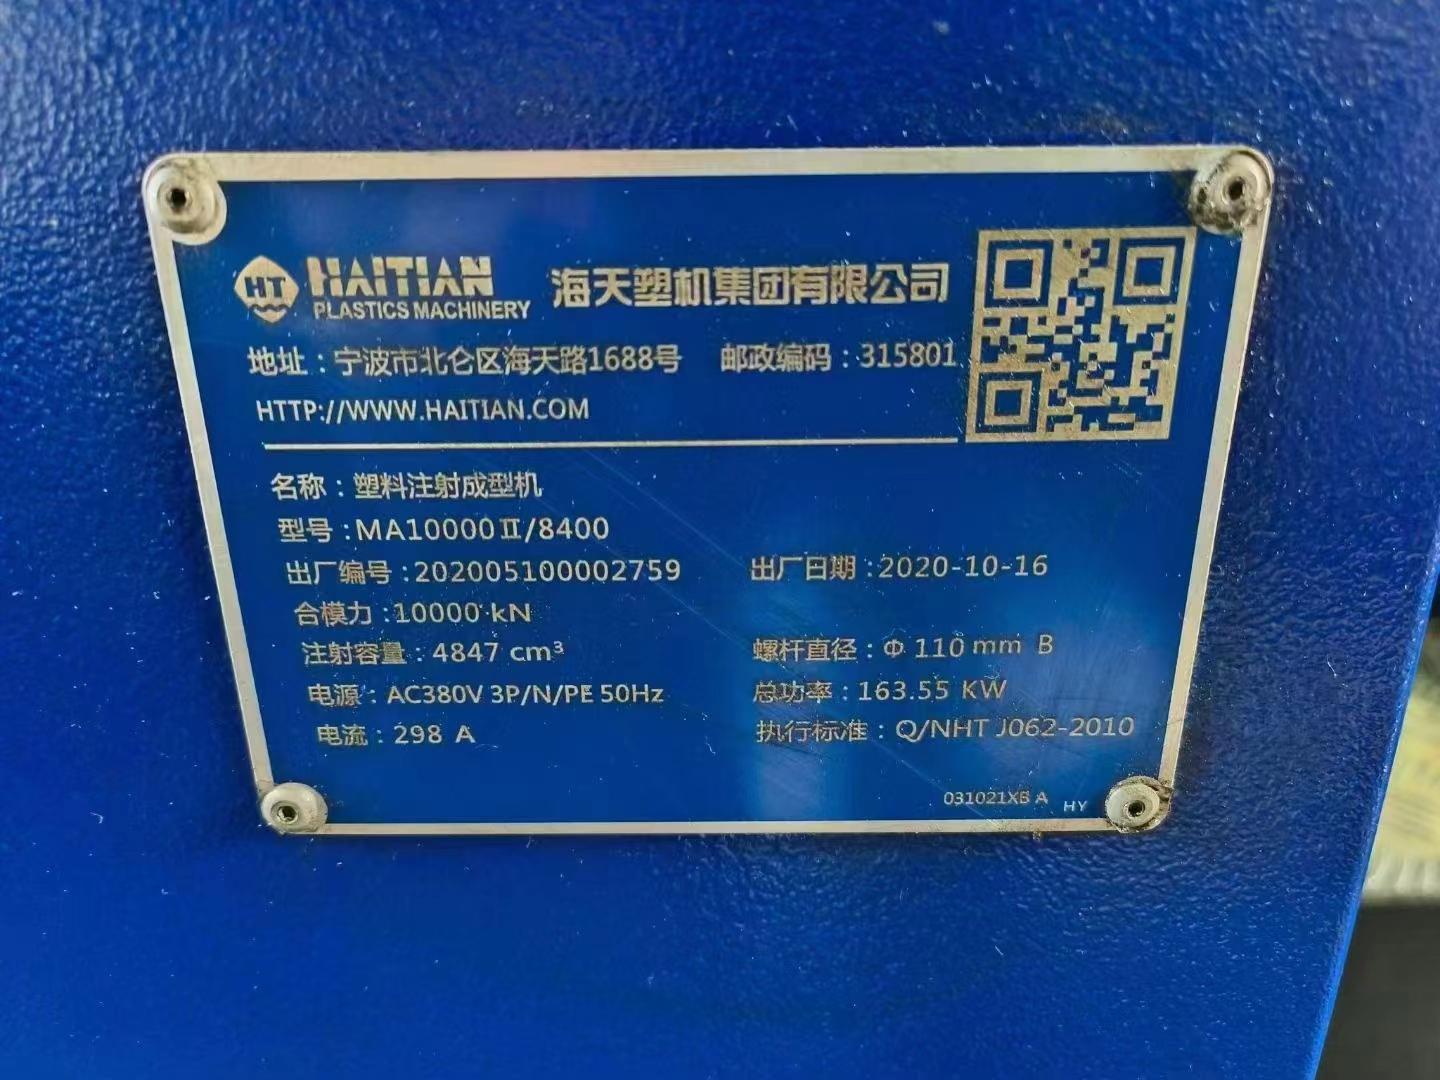 HT HAITIAN
PLASTICS MACHINERY
海天塑机集团有限公司
地址：宁波市北仑区海天路1688号 邮政编码：315801
HTTP://WWW.HAITIAN.COM
名称：塑料注射成型机
型号：MA10000Ⅱ/8400
出厂编号：202005100002759 出厂日期：2020-10-16
合模力：10000 kN
注射容量：4847 cm³ 螺杆直径：Φ 110 mm B
电源：AC380V 3P/N/PE 50Hz 总功率：163.55 KW
电流：298 A 执行标准：Q/NHT J062-2010
031021XB A HY